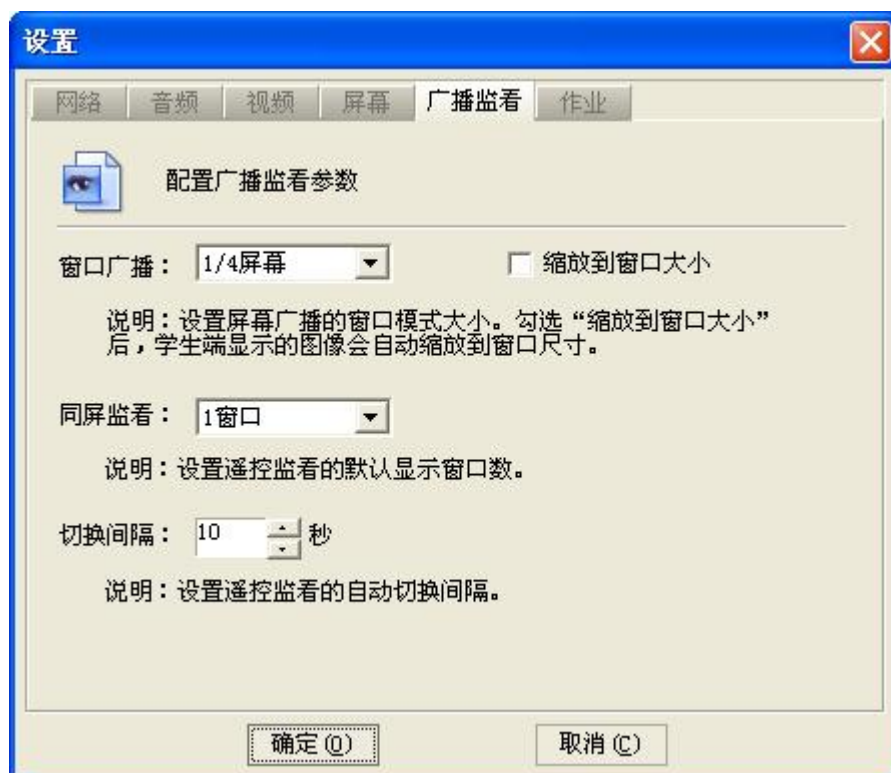 设置
网络 音频 视频 屏幕 广播监看 作业
配置广播监看参数
窗口广播： 1/4屏幕 缩放到窗口大小
说明：设置屏幕广播的窗口模式大小。勾选“缩放到窗口大小”
后，学生端显示的图像会自动缩放到窗口尺寸。
同屏监看： 1窗口
说明：设置遥控监看的默认显示窗口数。
切换间隔： 10 秒
说明：设置遥控监看的自动切换间隔。
确定(O) 取消(C)